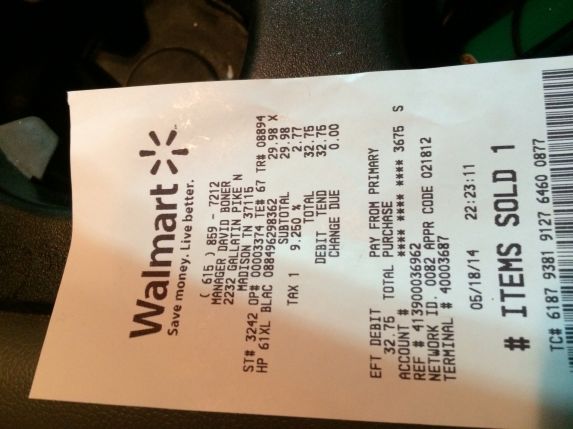 Walmart
Save money. Live better.
( 615 ) 859 - 7212
MANAGER DAVID TOWER
2232 GALLATIN PIKE N
MADISON TN 37115
ST# 3242 OP# 00003374 TE# 67 TR# 08894
HP 61XL BLAC 088496298362 29.98 X
SUBTOTAL 29.98
TAX 1 9.250 % 2.77
TOTAL 32.75
DEBIT TEND 32.75
CHANGE DUE 0.00
EFT DEBIT PAY FROM PRIMARY
32.75 TOTAL PURCHASE
ACCOUNT # **** **** **** 3675 S
REF # 413900036962
NETWORK ID. 0082 APPR CODE 021812
TERMINAL # 40003687
05/18/14 22:23:11
# ITEMS SOLD 1
TC# 6187 9381 9127 6460 0877